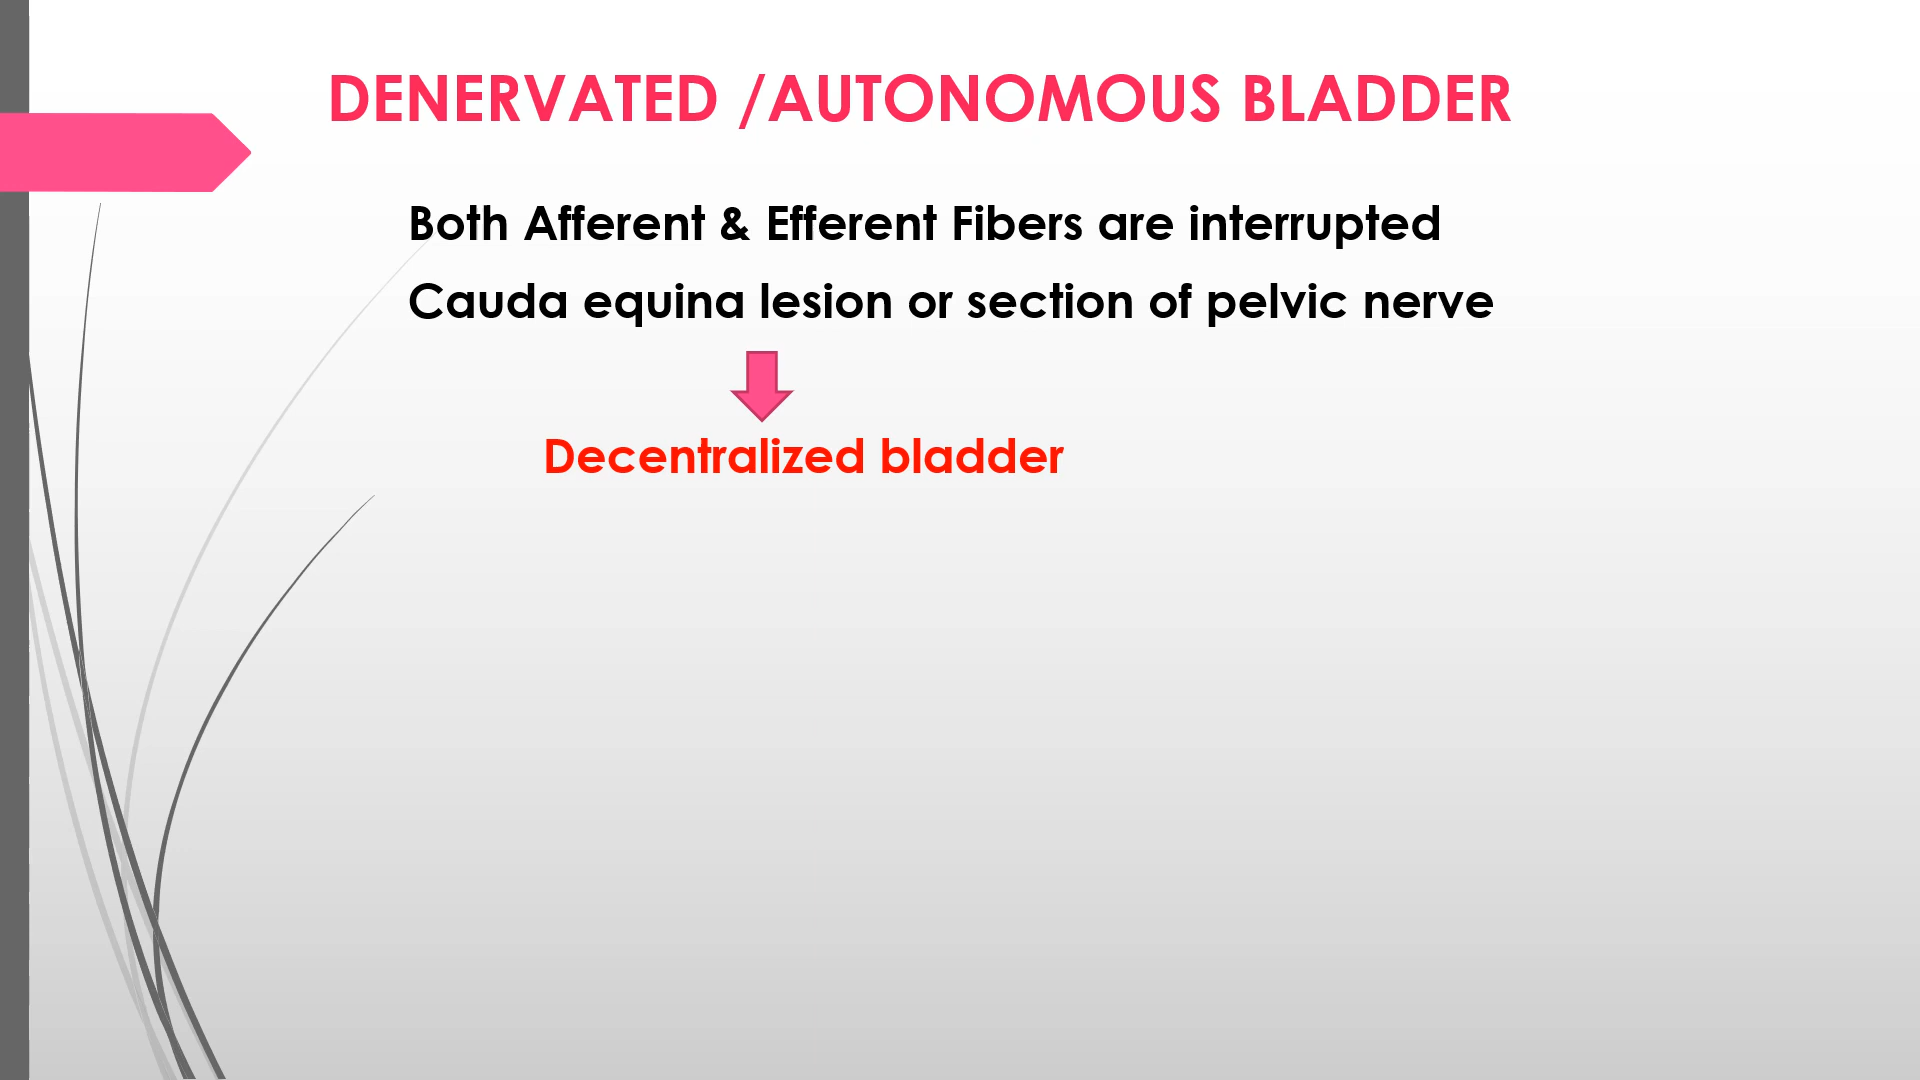 DENERVATED /AUTONOMOUS BLADDER
Both Afferent & Efferent Fibers are interrupted
Cauda equina lesion or section of pelvic nerve
Decentralized bladder